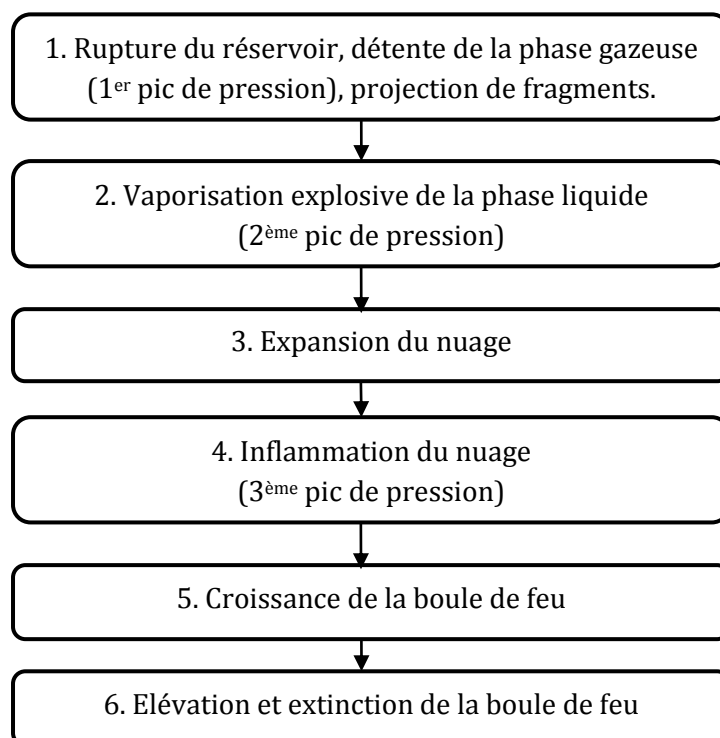 1. Rupture du réservoir, détente de la phase gazeuse
(1er pic de pression), projection de fragments.
2. Vaporisation explosive de la phase liquide
(2ème pic de pression)
3. Expansion du nuage
4. Inflammation du nuage
(3ème pic de pression)
5. Croissance de la boule de feu
6. Elévation et extinction de la boule de feu